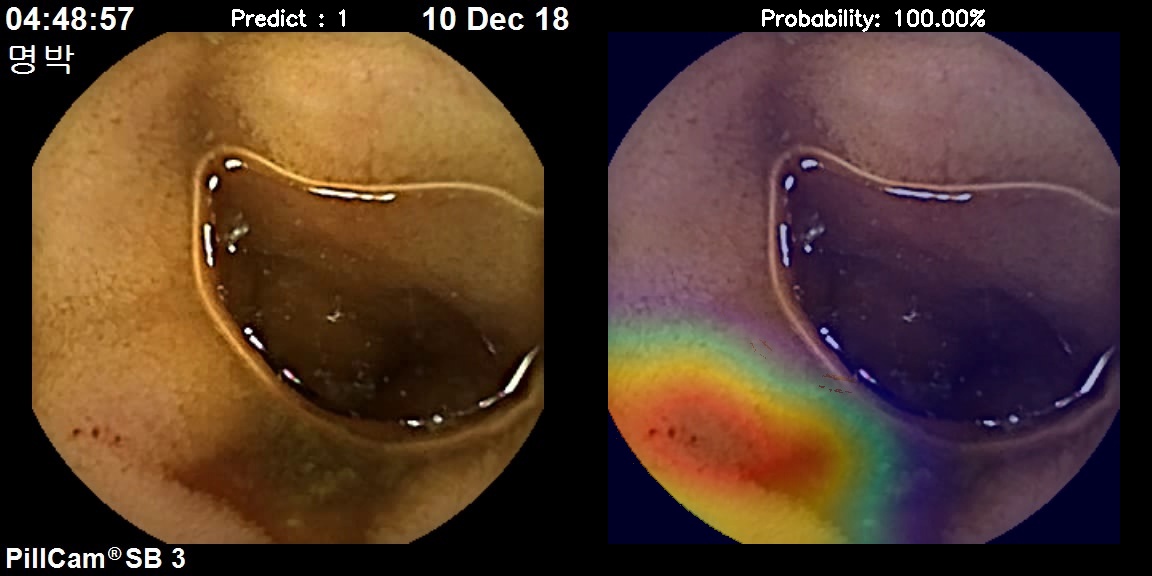 04:48:57
Predict : 1
10 Dec 18
Probability: 100.00%
명박
PillCam® SB 3